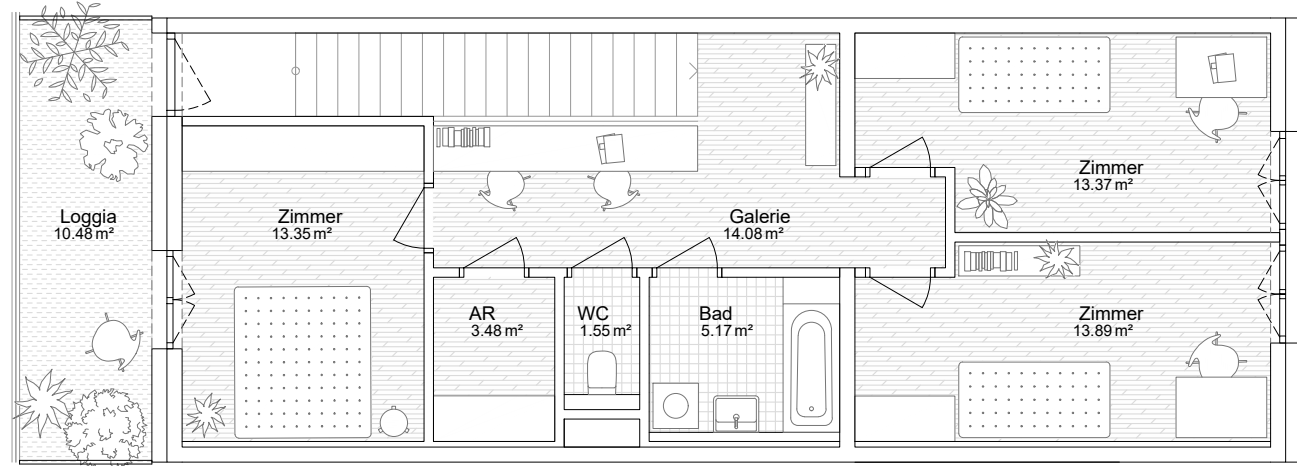 Zimmer
13.37 m²
Loggia
10.48 m²
Zimmer
13.35 m²
Galerie
14.08 m²
AR
3.48 m²
WC
1.55 m²
Bad
5.17 m²
Zimmer
13.89 m²